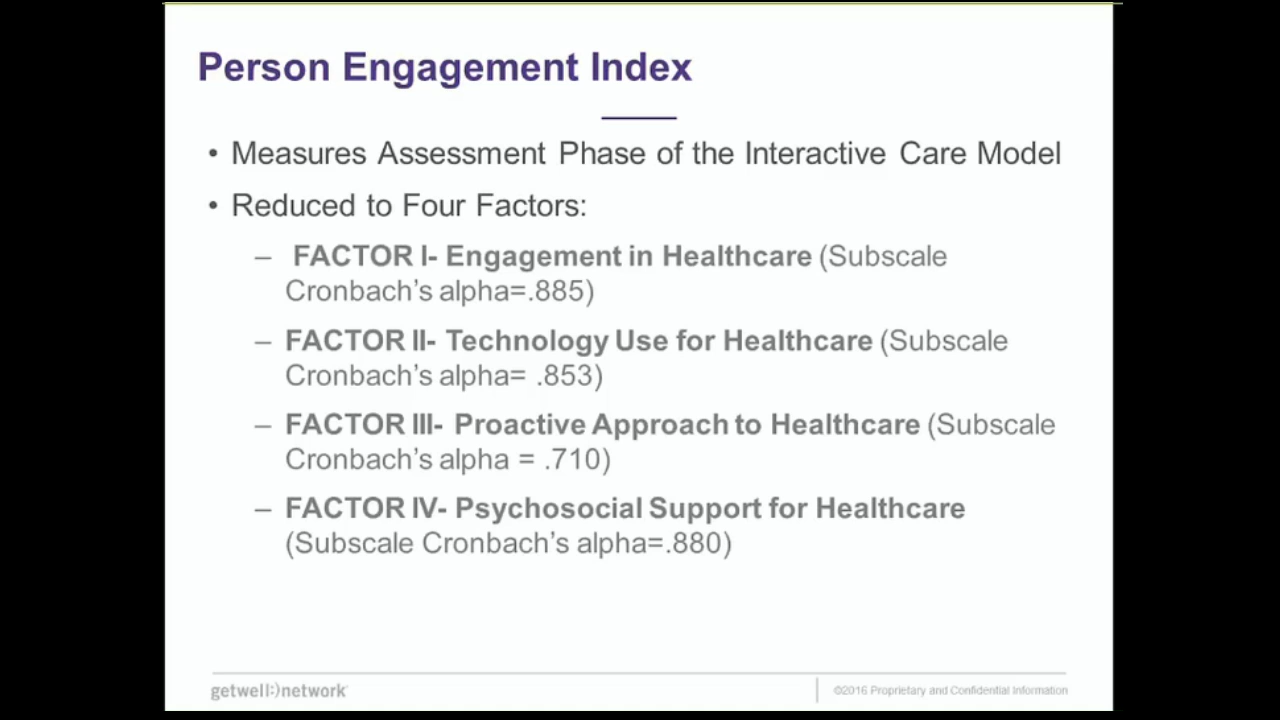 Person Engagement Index
• Measures Assessment Phase of the Interactive Care Model
• Reduced to Four Factors:
– FACTOR I- Engagement in Healthcare (Subscale
Cronbach’s alpha=.885)
– FACTOR II- Technology Use for Healthcare (Subscale
Cronbach’s alpha= .853)
– FACTOR III- Proactive Approach to Healthcare (Subscale
Cronbach’s alpha = .710)
– FACTOR IV- Psychosocial Support for Healthcare
(Subscale Cronbach’s alpha=.880)
getwell:)network
©2016 Proprietary and Confidential Information